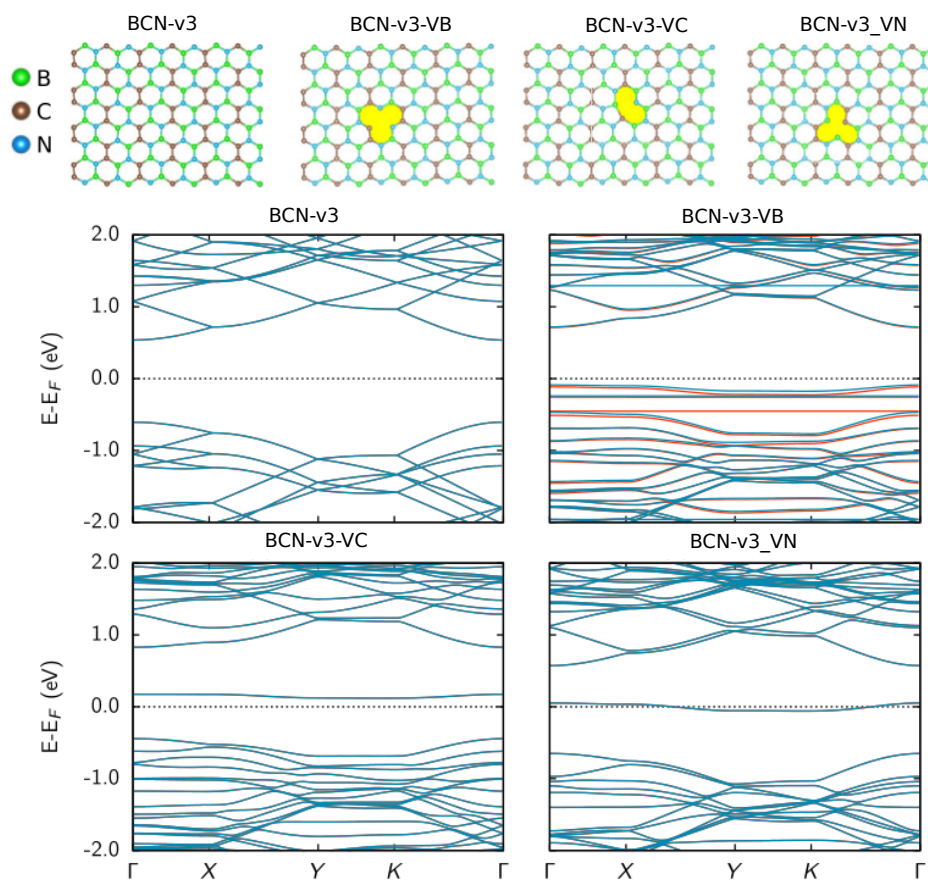 BCN-v3 BCN-v3-VB BCN-v3-VC BCN-v3_VN
B
C
N
BCN-v3 BCN-v3-VB
2.0
1.0
0.0
-1.0
-2.0
E-E_F (eV)
BCN-v3-VC BCN-v3_VN
2.0
1.0
0.0
-1.0
-2.0
E-E_F (eV)
Γ X Y K Γ Γ X Y K Γ